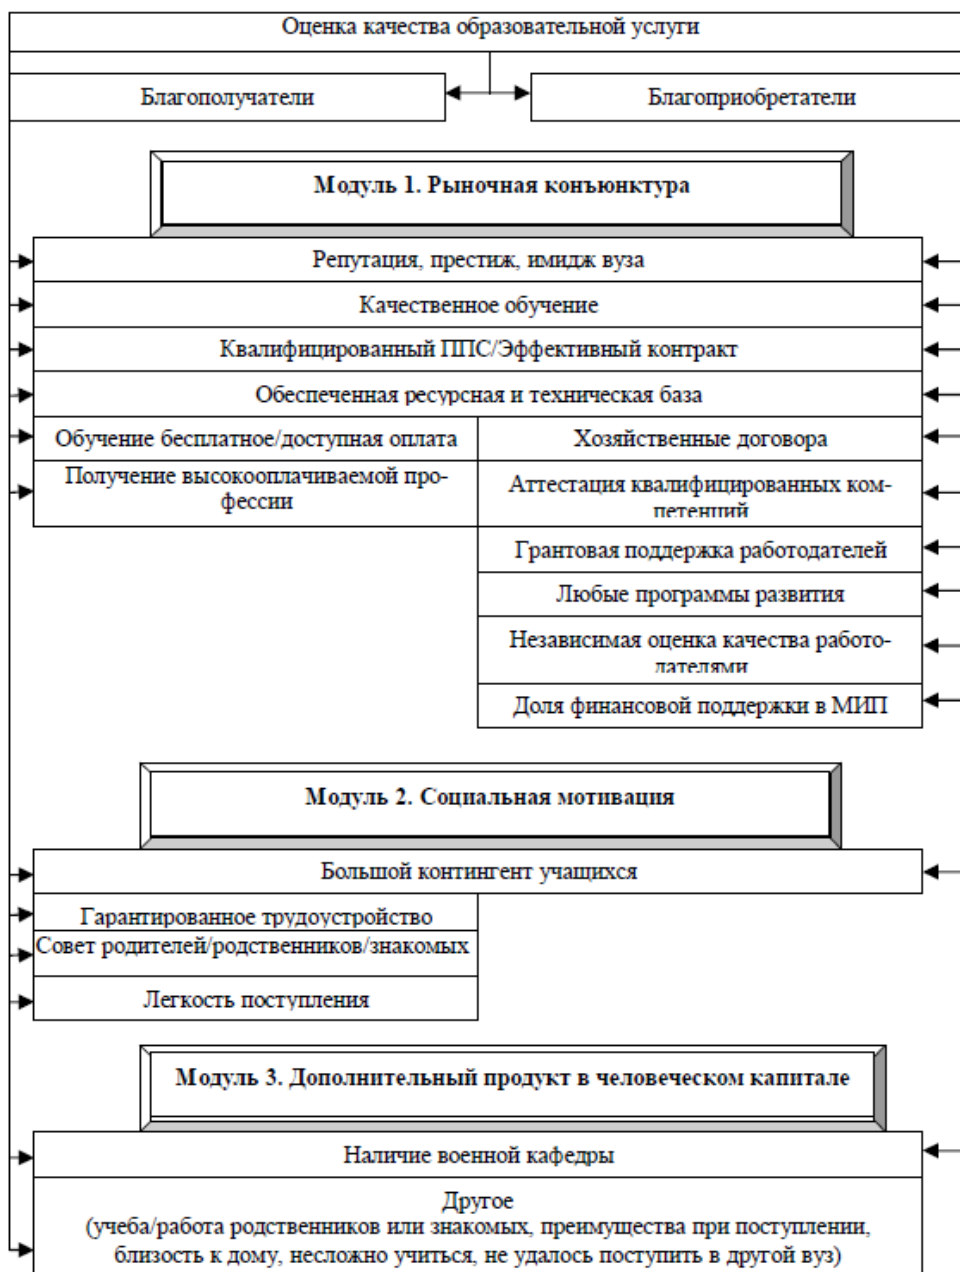 Оценка качества образовательной услуги
Благополучатели
Благоприобретатели
Модуль 1. Рыночная конъюнктура
Репутация, престиж, имидж вуза
Качественное обучение
Квалифицированный ППС/Эффективный контракт
Обеспеченная ресурсная и техническая база
Обучение бесплатное/доступная оплата
Хозяйственные договора
Получение высокооплачиваемой про-
фессии
Аттестация квалифицированных ком-
петенций
Грантовая поддержка работодателей
Любые программы развития
Независимая оценка качества работо-
дателями
Доля финансовой поддержки в МИП
Модуль 2. Социальная мотивация
Большой контингент учащихся
Гарантированное трудоустройство
Совет родителей/родственников/знакомых
Легкость поступления
Модуль 3. Дополнительный продукт в человеческом капитале
Наличие военной кафедры
Другое
(учеба/работа родственников или знакомых, преимущества при поступлении,
близость к дому, несложно учиться, не удалось поступить в другой вуз)